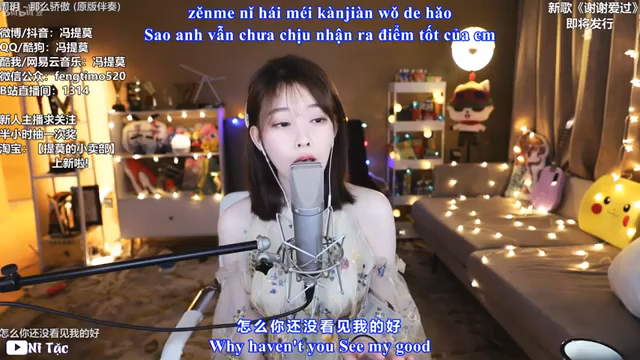 那么骄傲 (原版伴奏)
微博/抖音：冯提莫
QQ/酷狗：冯提莫
酷我/网易云音乐：冯提莫
微信公众：fengtimo520
B站直播间：1314
新人主播求关注
半小时抽一次奖
淘宝：【提莫的小卖部】
上新啦!
zěnme nǐ hái méi kànjiàn wǒ de hǎo
Sao anh vẫn chưa chịu nhận ra điểm tốt của em
新歌《谢谢爱过》
即将发行
怎么你还没看见我的好
Why haven't you See my good
怎么你还没看见我的好
Ni Tặc